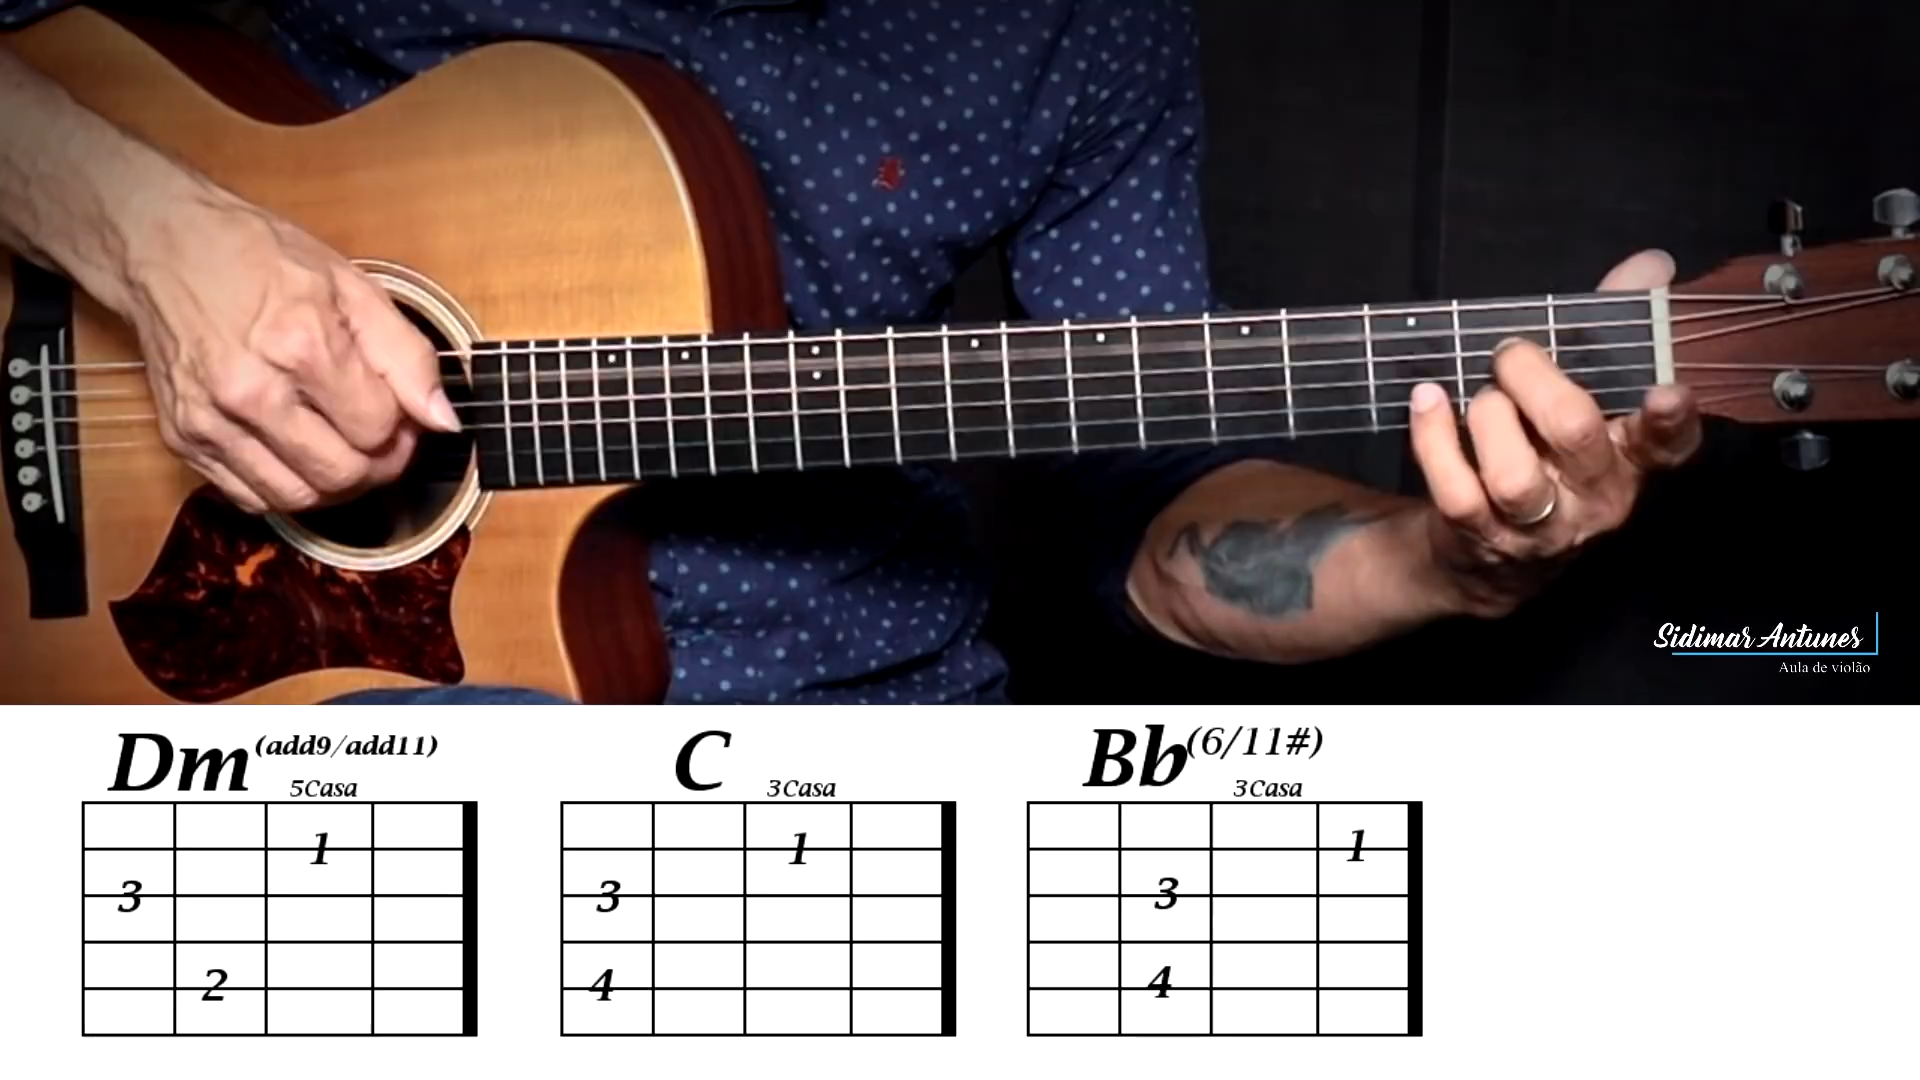 Sidimar Antunes
Aula de violão
Dm(add9/add11)
5Casa
1
3
2
C
3Casa
1
3
4
Bb(6/11#)
3Casa
1
3
4